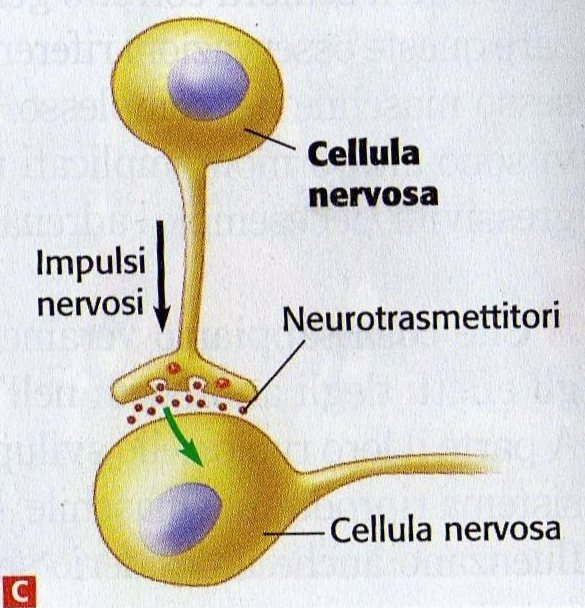 Cellula
nervosa
Impulsi
nervosi
Neurotrasmettitori
Cellula nervosa
C